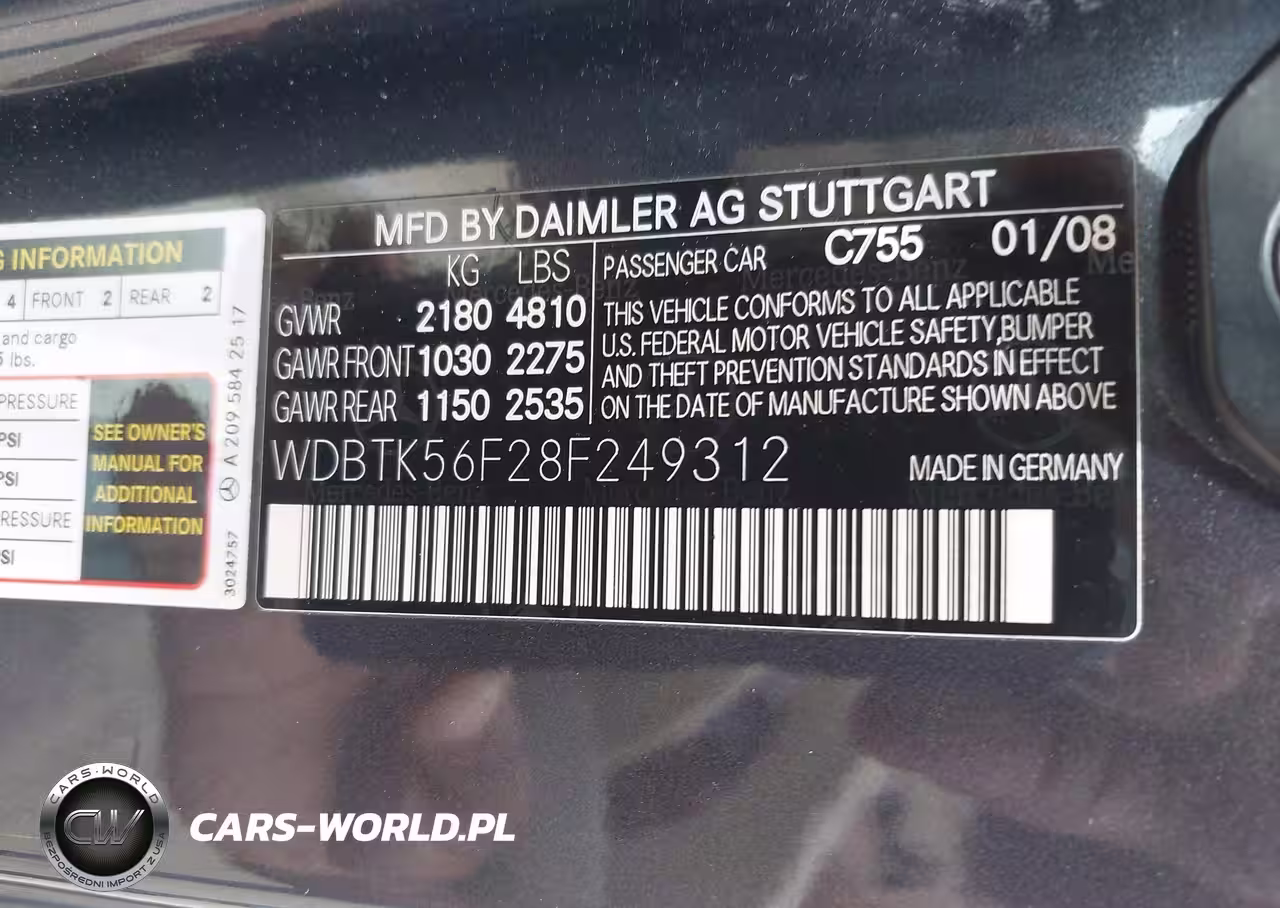 MFD BY DAIMLER AG STUTTGART
KG LBS
GVWR 2180 4810
GAWR FRONT 1030 2275
GAWR REAR 1150 2535
PASSENGER CAR C755 01/08
THIS VEHICLE CONFORMS TO ALL APPLICABLE
U.S. FEDERAL MOTOR VEHICLE SAFETY,BUMPER
AND THEFT PREVENTION STANDARDS IN EFFECT
ON THE DATE OF MANUFACTURE SHOWN ABOVE
WDBTK56F28F249312 MADE IN GERMANY
INFORMATION
4 FRONT 2 REAR 2
and cargo
lbs.
PRESSURE
PSI
PSI
PRESSURE
PSI
SEE OWNER'S
MANUAL FOR
ADDITIONAL
INFORMATION
A 209 584 25 17
3024757
CARS-WORLD
CW
BEZPOŚREDNI IMPORT Z USA
CARS-WORLD.PL